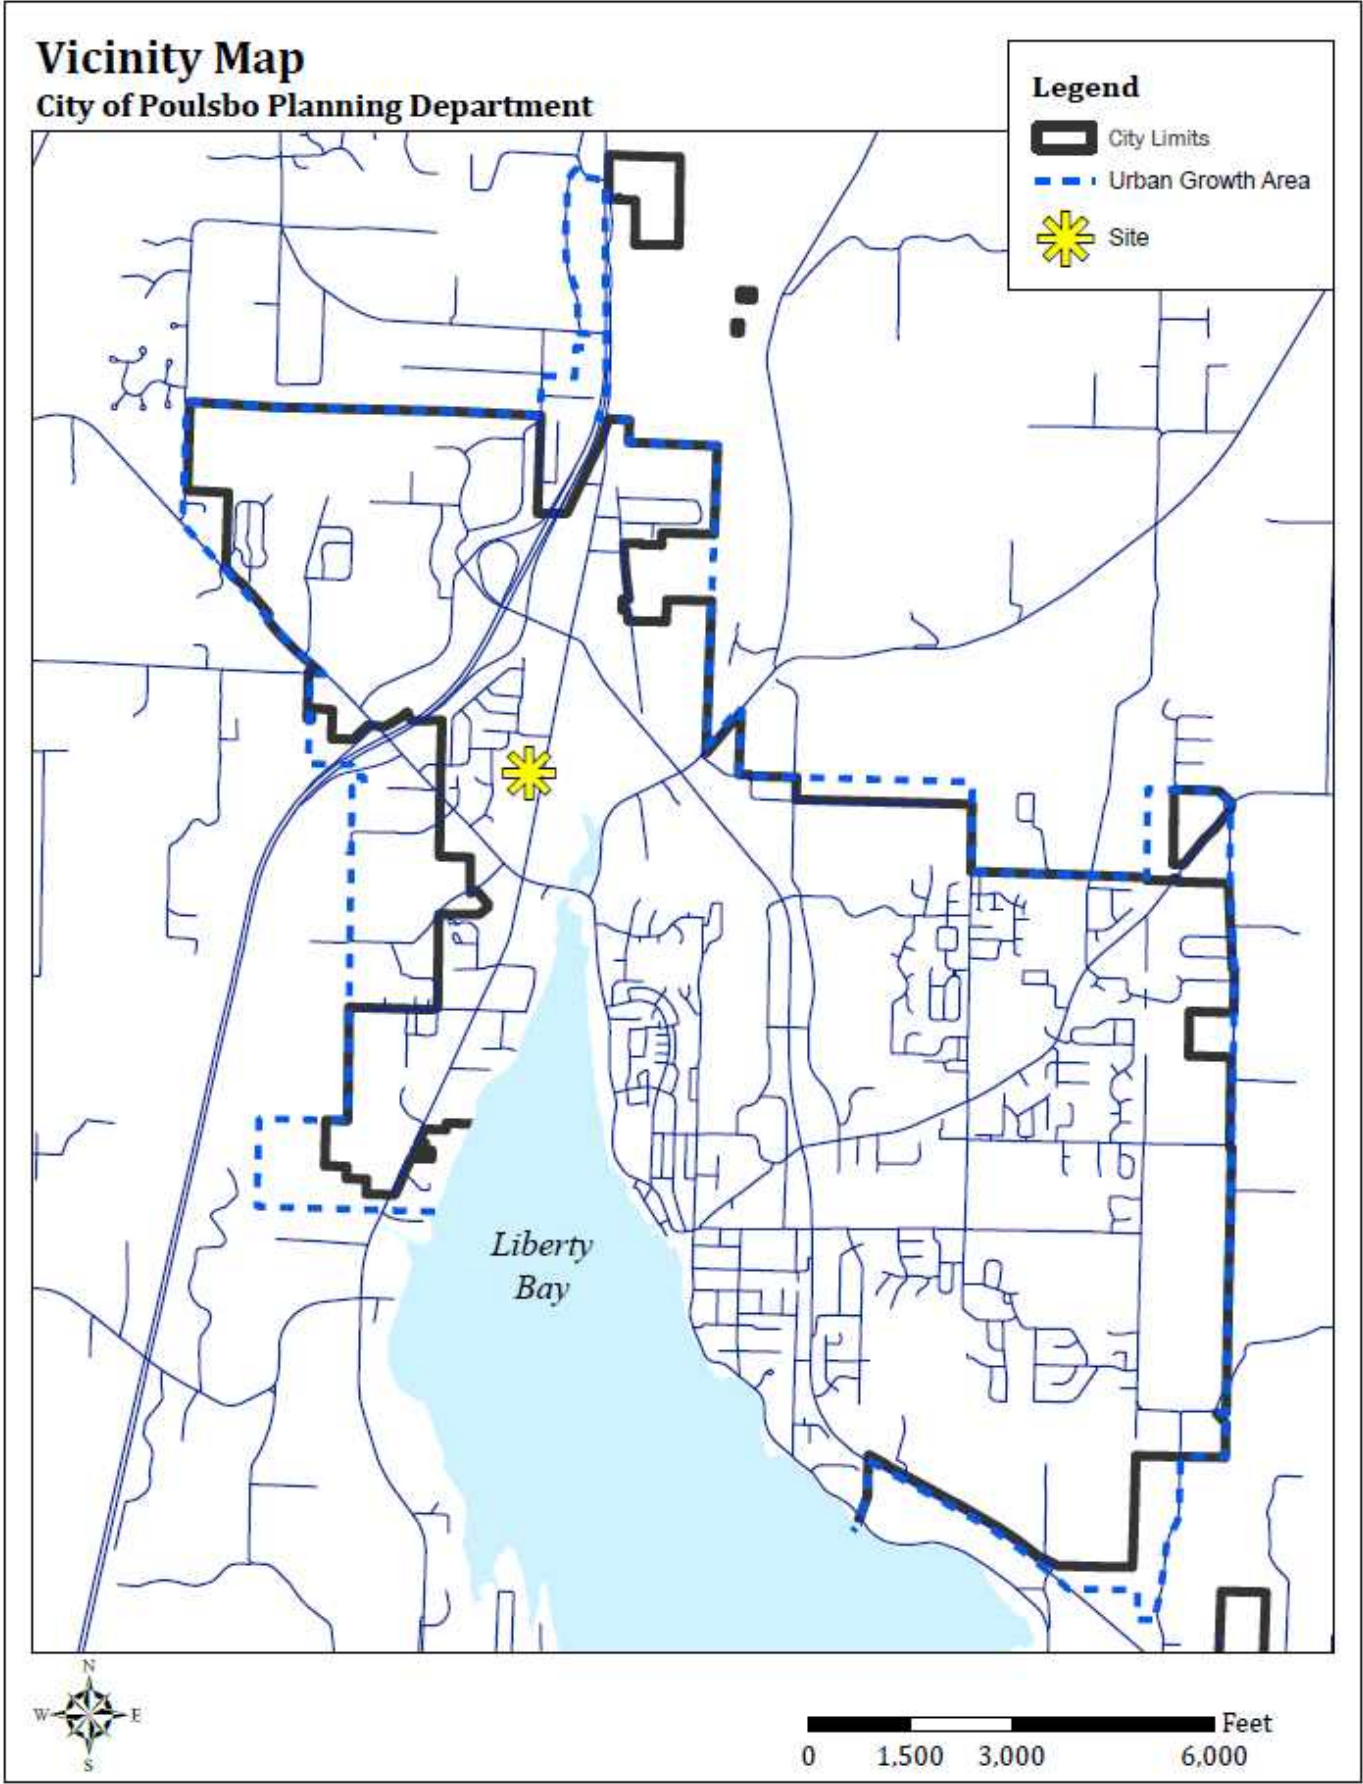 Vicinity Map
City of Poulsbo Planning Department
Legend
City Limits
Urban Growth Area
Site
Liberty
Bay
N
W E
S
Feet
0 1,500 3,000 6,000